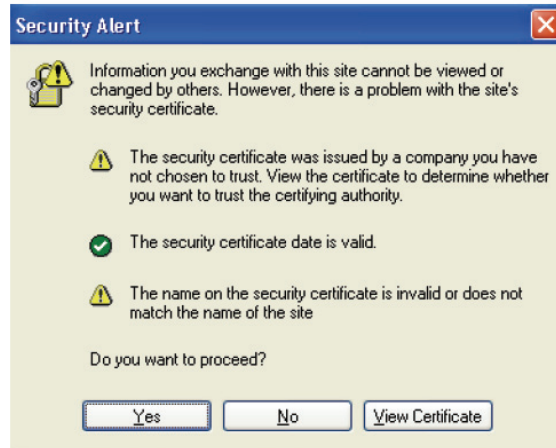 Security Alert
Information you exchange with this site cannot be viewed or
changed by others. However, there is a problem with the site's
security certificate.
The security certificate was issued by a company you have
not chosen to trust. View the certificate to determine whether
you want to trust the certifying authority.
The security certificate date is valid.
The name on the security certificate is invalid or does not
match the name of the site
Do you want to proceed?
Yes No View Certificate